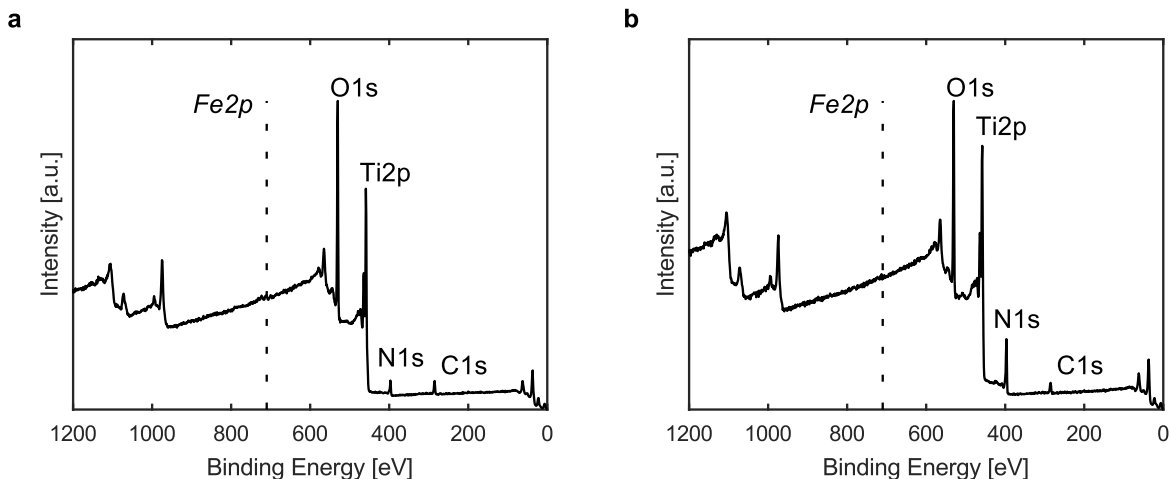 a
Fe2p
O1s
Ti2p
N1s
C1s
Intensity [a.u.]
1200 1000 800 600 400 200 0
Binding Energy [eV]
b
Fe2p
O1s
Ti2p
N1s
C1s
Intensity [a.u.]
1200 1000 800 600 400 200 0
Binding Energy [eV]